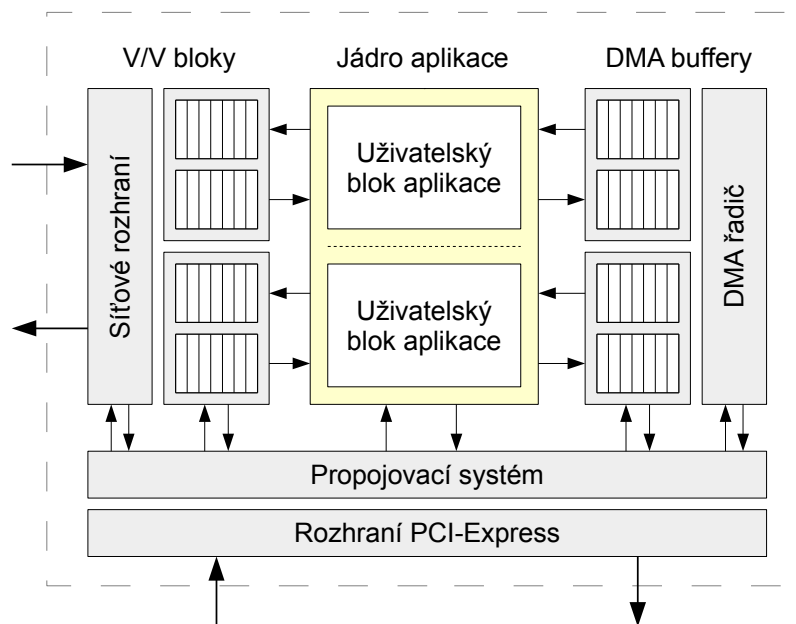 V/V bloky
Jádro aplikace
DMA buffery
Síťové rozhraní
Uživatelský
blok aplikace
Uživatelský
blok aplikace
DMA řadič
Propojovací systém
Rozhraní PCI-Express